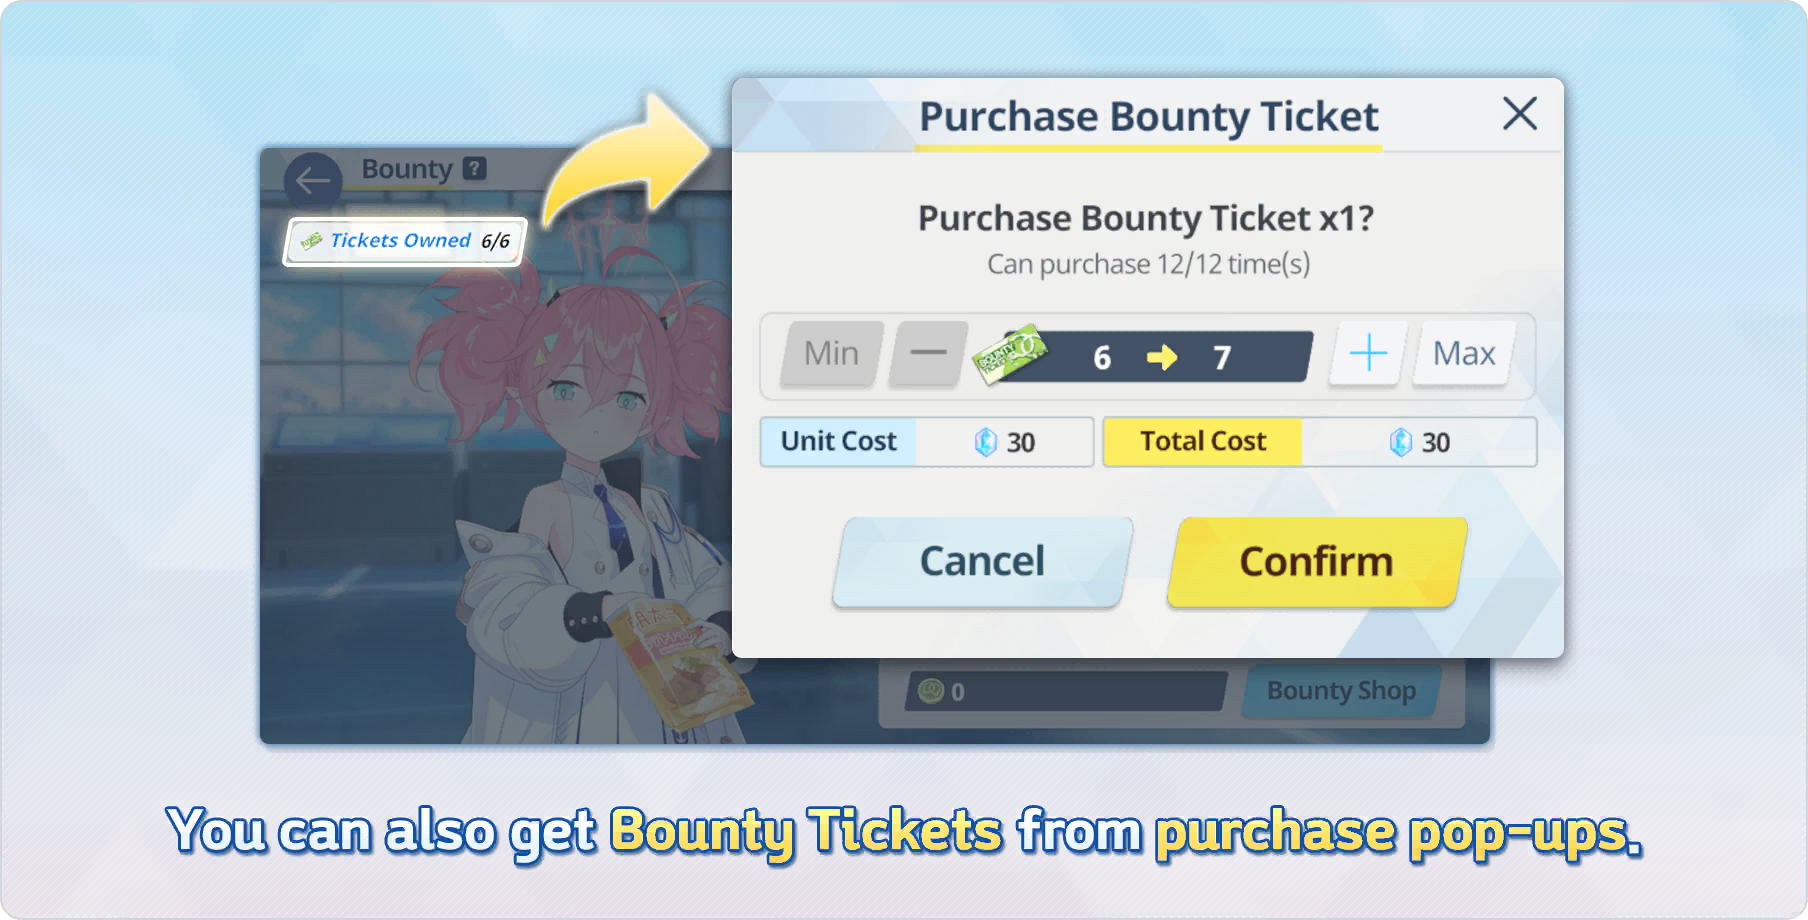 Bounty ?
Tickets Owned 6/6
Purchase Bounty Ticket
Purchase Bounty Ticket x1?
Can purchase 12/12 time(s)
Min
BOUNTY TICKET
6 7
Max
Unit Cost 30 Total Cost 30
Cancel Confirm
0 Bounty Shop
You can also get Bounty Tickets from purchase pop-ups.